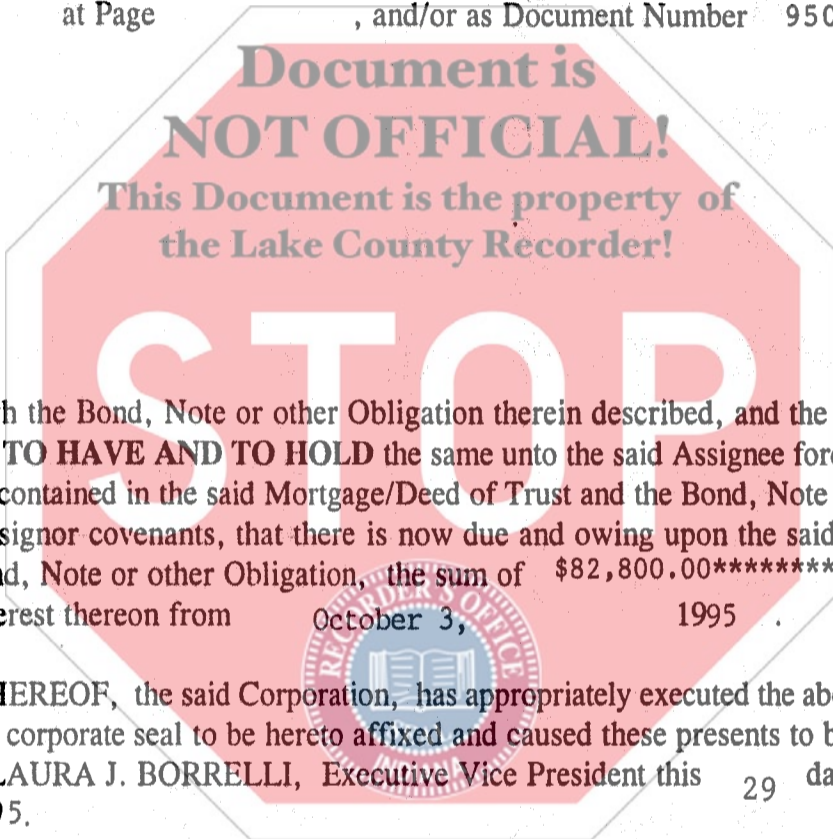 at Page , and/or as Document Number 950
Document is
NOT OFFICIAL!
This Document is the property of
the Lake County Recorder!
STOP
h the Bond, Note or other Obligation therein described, and the
TO HAVE AND TO HOLD the same unto the said Assignee fore
contained in the said Mortgage/Deed of Trust and the Bond, Note
signor covenants, that there is now due and owing upon the said
d, Note or other Obligation, the sum of $82,800.00*********
erest thereon from October 3, 1995 .
RECORDER'S OFFICE
HEREOF, the said Corporation, has appropriately executed the ab
corporate seal to be hereto affixed and caused these presents to b
LAURA J. BORRELLI, Executive Vice President this 29 da
INDIANA
95.